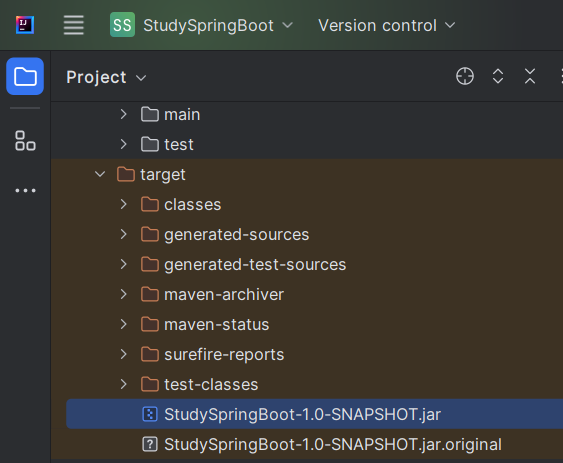 IJ
SS StudySpringBoot Version control
Project
main
test
target
classes
generated-sources
generated-test-sources
maven-archiver
maven-status
surefire-reports
test-classes
StudySpringBoot-1.0-SNAPSHOT.jar
? StudySpringBoot-1.0-SNAPSHOT.jar.original